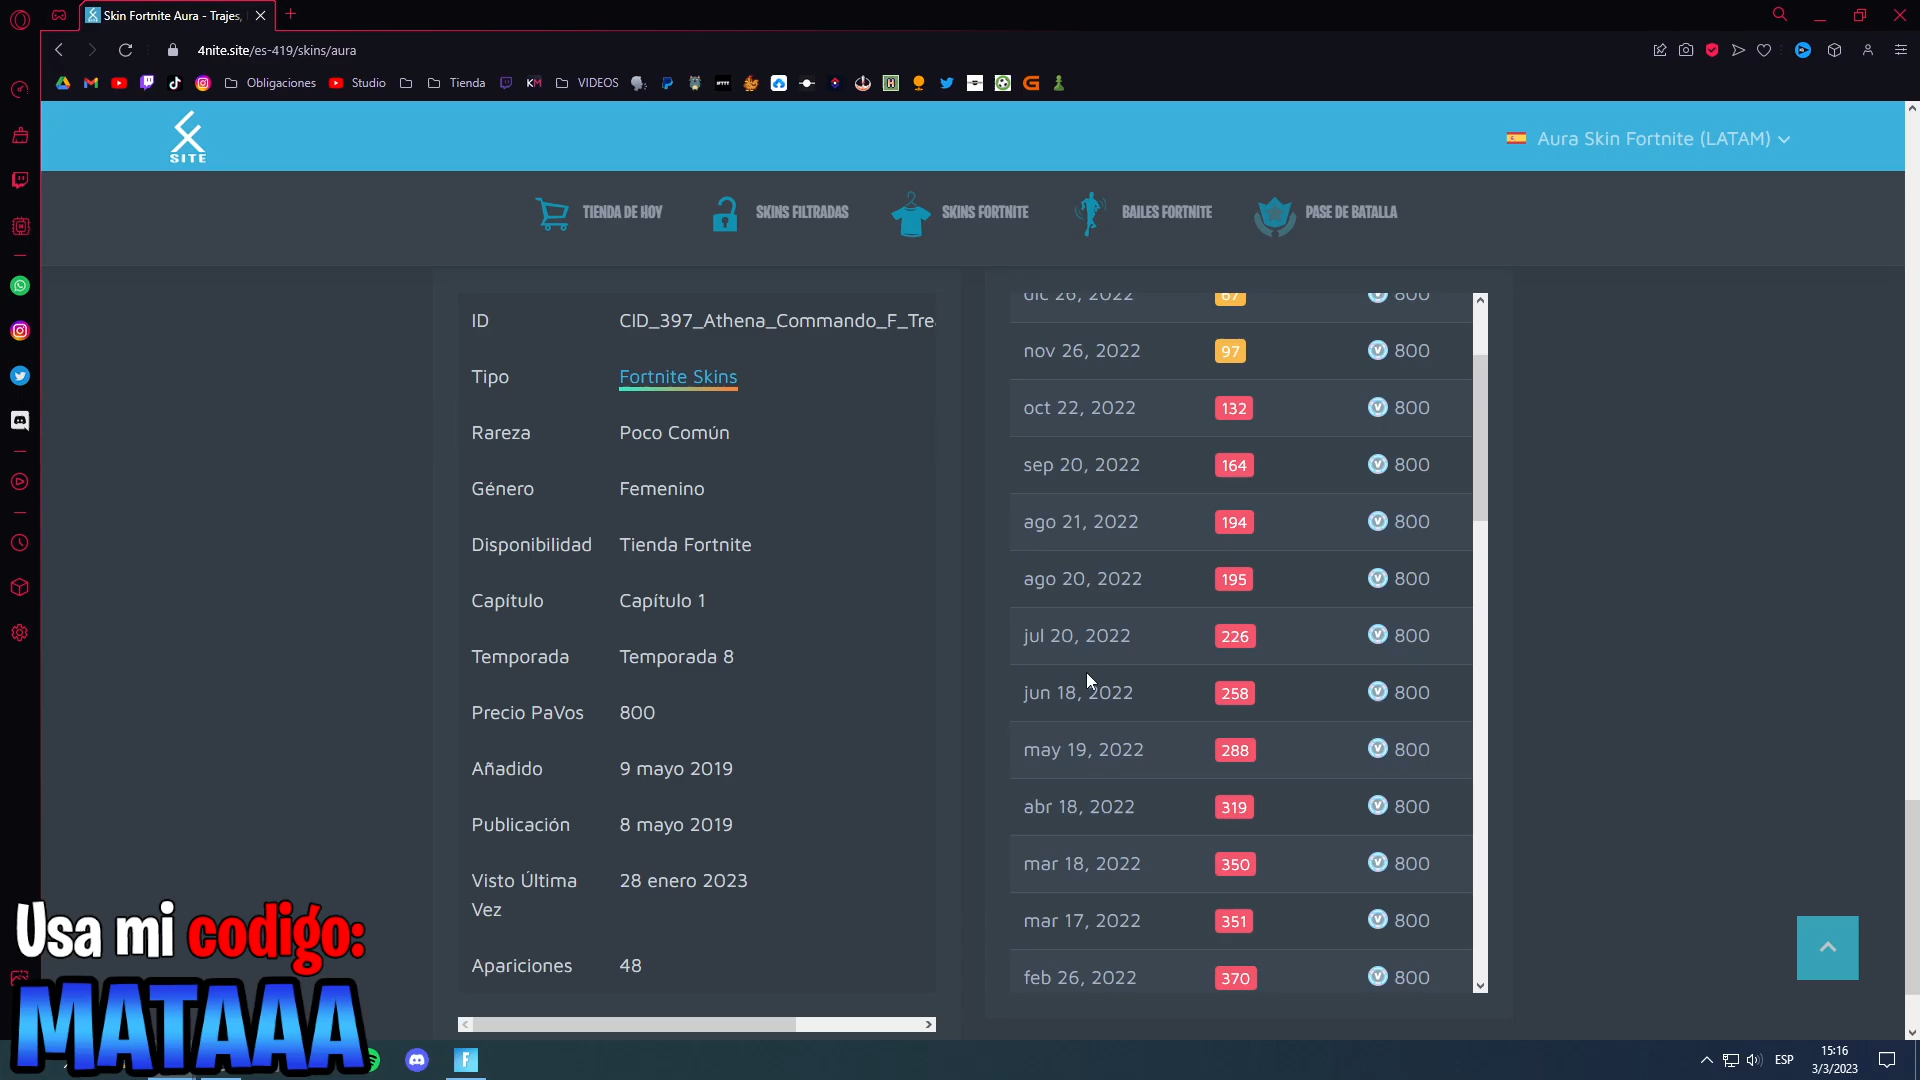 Skin Fortnite Aura - Trajes,
4nite.site/es-419/skins/aura
Obligaciones
Studio
Tienda
KM
VIDEOS
SITE
Aura Skin Fortnite (LATAM)
TIENDA DE HOY
SKINS FILTRADAS
SKINS FORTNITE
BAILES FORTNITE
PASE DE BATALLA
ID CID_397_Athena_Commando_F_Tre
Tipo Fortnite Skins
Rareza Poco Común
Género Femenino
Disponibilidad Tienda Fortnite
Capítulo Capítulo 1
Temporada Temporada 8
Precio PaVos 800
Añadido 9 mayo 2019
Publicación 8 mayo 2019
Visto Última Vez 28 enero 2023
Apariciones 48
dic 26, 2022 67 800
nov 26, 2022 97 800
oct 22, 2022 132 800
sep 20, 2022 164 800
ago 21, 2022 194 800
ago 20, 2022 195 800
jul 20, 2022 226 800
jun 18, 2022 258 800
may 19, 2022 288 800
abr 18, 2022 319 800
mar 18, 2022 350 800
mar 17, 2022 351 800
feb 26, 2022 370 800
Usa mi codigo:
MATAAA
ESP
15:16
3/3/2023